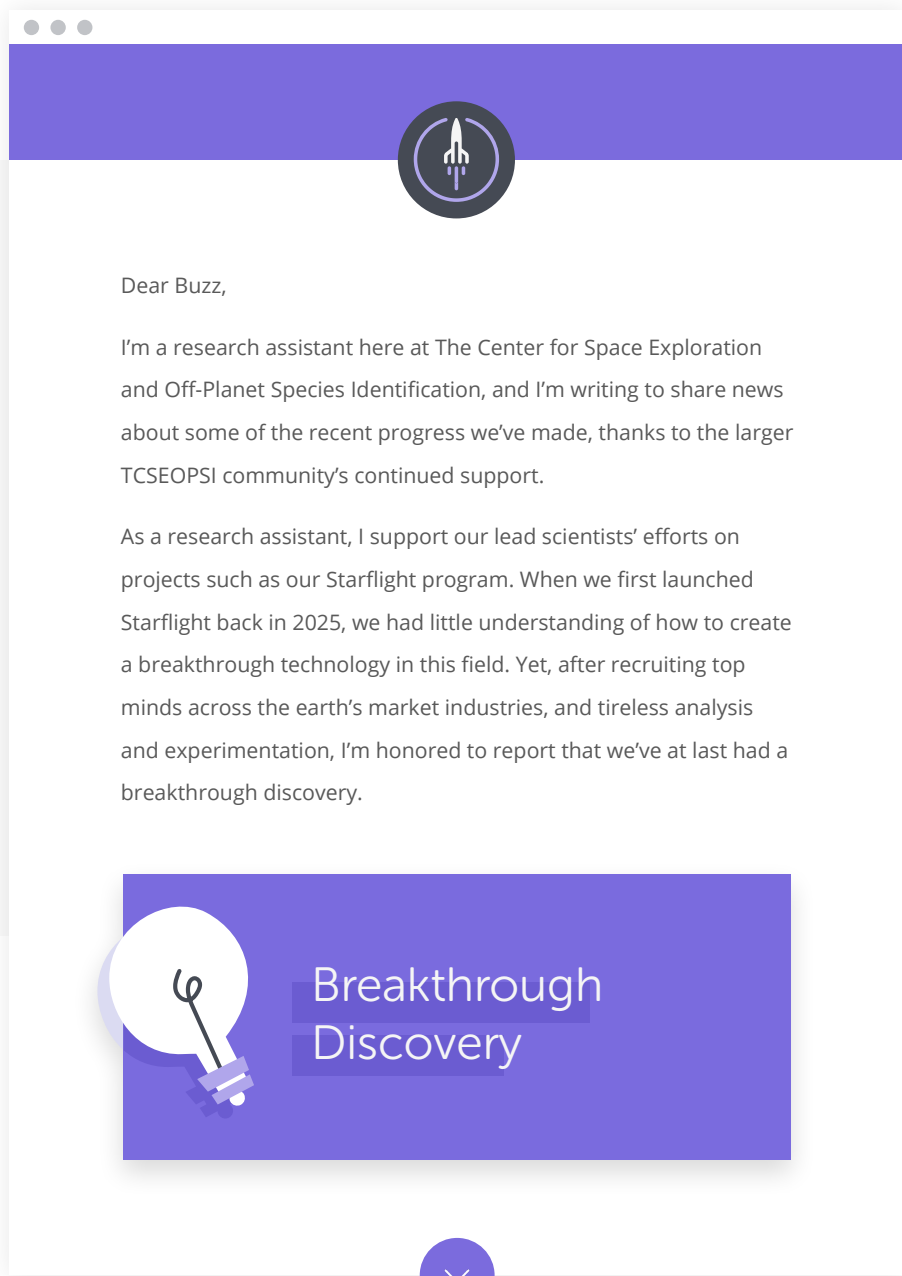 Dear Buzz,
I’m a research assistant here at The Center for Space Exploration
and Off-Planet Species Identification, and I’m writing to share news
about some of the recent progress we’ve made, thanks to the larger
TCSEOPSI community’s continued support.
As a research assistant, I support our lead scientists’ efforts on
projects such as our Starflight program. When we first launched
Starflight back in 2025, we had little understanding of how to create
a breakthrough technology in this field. Yet, after recruiting top
minds across the earth’s market industries, and tireless analysis
and experimentation, I’m honored to report that we’ve at last had a
breakthrough discovery.
Breakthrough
Discovery